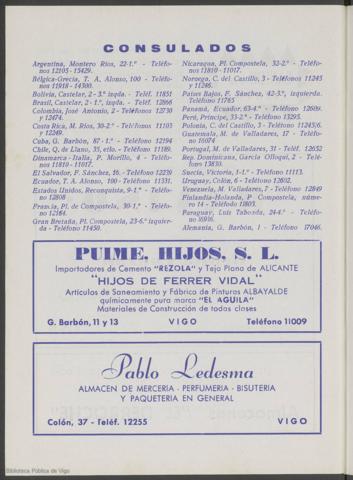 CONSULADOS
Argentina, Montero Ríos, 22-1.º - Teléfo-
nos 12105 - 15429.
Bélgica-Grecia, T. A. Alonso, 100 - Teléfo-
nos 11918 - 14300.
Bolivia, Castelar, 2 - 3.º izqda. - Teléf. 11851
Brasil, Castelar, 2 - 1.º, izqda. - Teléf. 12866
Colombia, José Antonio, 2 - Teléfonos 12730
y 12474.
Costa Rica, M. Ríos, 30-2.º - Teléfonos 11103
y 12249.
Cuba, G. Barbón, 87 - 1.º - Teléfono 12194
Chile, Q. de Llano, 35, etlo. - Teléfono 11189.
Dinamarca - Italia, P. Morillo, 4 - Teléfo-
nos 11810 - 11017.
El Salvador, F. Sánchez, 16. - Teléfono 12270
Ecuador, T. A. Alonso, 100 - Teléfono 11331.
Estados Unidos, Reconquista, 9-1.º - Teléfo-
no 12808
Francia, Pl. de Compostela, 30-1.º - Teléfo-
no 12164.
Gran Bretaña, Pl. Compostela, 23-6.º izquier-
da - Teléfono 11450.
Nicaragua, Pl. Compostela, 32-2.º - Teléfo-
nos 11810 - 11017.
Noruega, C. del Castillo, 3 - Teléfonos 11245
y 11246.
Países Bajos, F. Sánchez, 42-3.º, izquierda.
Teléfono 11765
Panamá, Ecuador, 63-4.º - Teléfono 12609.
Perú, Príncipe, 53-2.º - Teléfono 13295.
Polonia, C. del Castillo, 3 - Teléfono 11245/6.
Guatemala, M. de Valladares, 17 - Teléfo-
no 16074
Portugal, M. de Valladares, 31 - Teléf. 12652
Rep. Dominicana, García Olloqui, 2 - Telé-
fono 13819.
Suecia, Victoria, 1-1.º - Teléfono 11113.
Uruguay, Colón, 6 - Teléfono 12602.
Venezuela, M. Valladares, 7 - Teléfono 12849
Finlandia-Holanda, P Compostela, núme-
ro 14 - Teléfono 11803.
Paraguay, Luis Taboada, 24-4.º - Teléfo-
no 16916.
Alemania, G. Barbón, 1 - Teléfono 17046.
PUIME, HIJOS, S. L.
Importadores de Cemento "REZOLA" y Teja Plana de ALICANTE
"HIJOS DE FERRER VIDAL"
Artículos de Saneamiento y Fábrica de Pinturas ALBAYALDE
químicamente pura marca "EL AGUILA"
Materiales de Construcción de todas clases
G. Barbón, 11 y 13 VIGO Teléfono 11009
Pablo Ledesma
ALMACEN DE MERCERIA - PERFUMERIA - BISUTERIA
Y PAQUETERIA EN GENERAL
Colón, 37 - Teléf. 12255 VIGO
Biblioteca Pública de Vigo